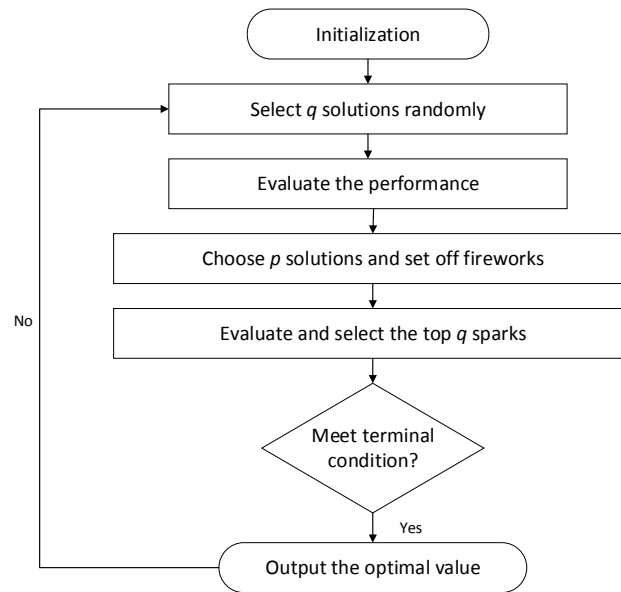 Initialization
Select q solutions randomly
Evaluate the performance
Choose p solutions and set off fireworks
Evaluate and select the top q sparks
No
Meet terminal
condition?
Yes
Output the optimal value